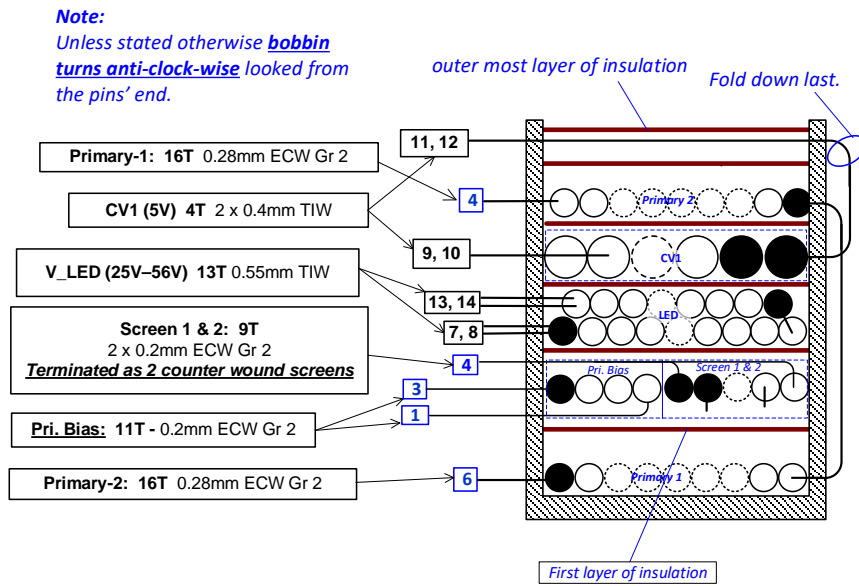 Note:
Unless stated otherwise bobbin
turns anti-clock-wise looked from
the pins' end.
outer most layer of insulation
Fold down last.
11, 12
Primary-1: 16T 0.28mm ECW Gr 2
4
Primary 2
CV1 (5V) 4T 2 x 0.4mm TIW
9, 10
CV1
V_LED (25V–56V) 13T 0.55mm TIW
13, 14
LED
7, 8
Screen 1 & 2: 9T
2 x 0.2mm ECW Gr 2
Terminated as 2 counter wound screens
4
Pri. Bias
Screen 1 & 2
3
1
Pri. Bias: 11T - 0.2mm ECW Gr 2
Primary-2: 16T 0.28mm ECW Gr 2
6
Primary 1
First layer of insulation